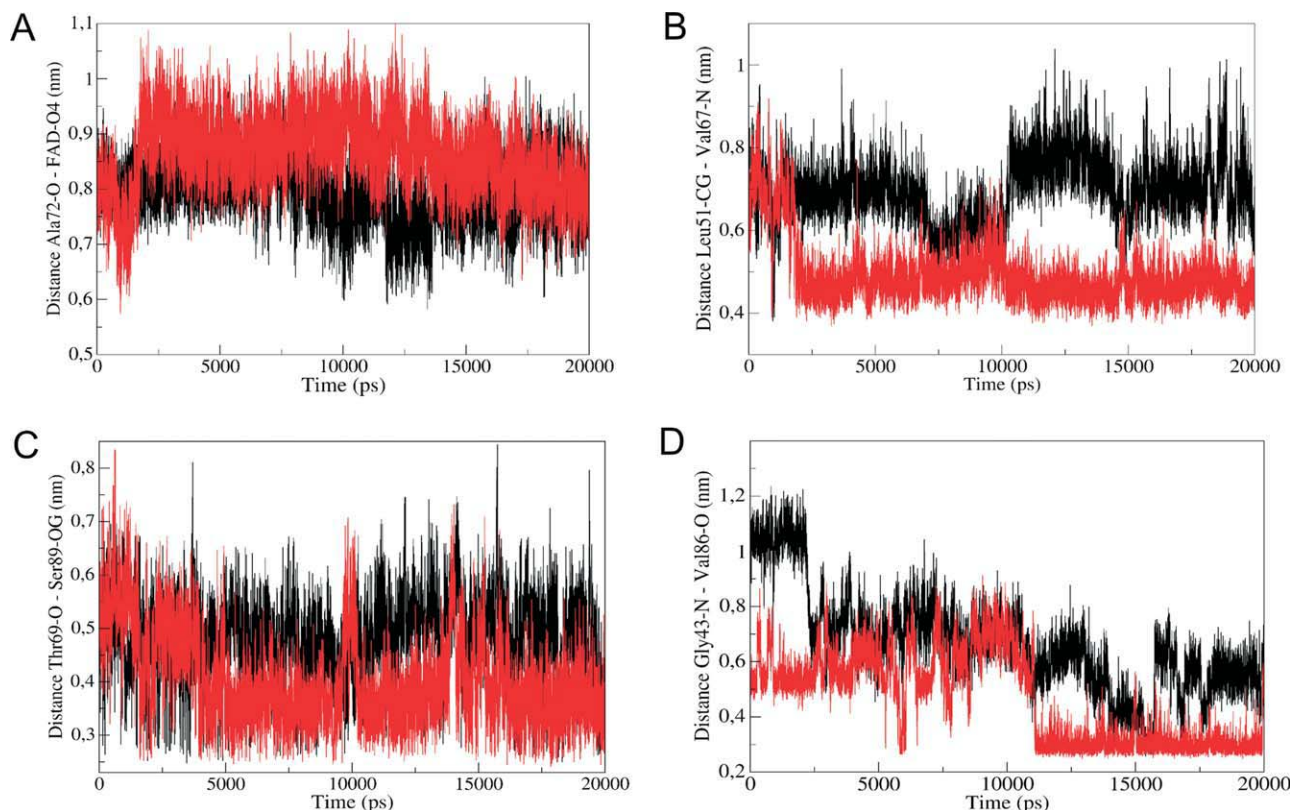 A
Distance Ala72-O - FAD-O4 (nm)
1,1
1
0,9
0,8
0,7
0,6
0,5
0 5000 10000 15000 20000
Time (ps)
B
Distance Leu51-CG - Val67-N (nm)
1
0,8
0,6
0,4
0 5000 10000 15000 20000
Time (ps)
C
Distance Thr69-O - Ser89-OG (nm)
0,8
0,7
0,6
0,5
0,4
0,3
0 5000 10000 15000 20000
Time (ps)
D
Distance Gly43-N - Val86-O (nm)
1,2
1
0,8
0,6
0,4
0,2
0 5000 10000 15000 20000
Time (ps)